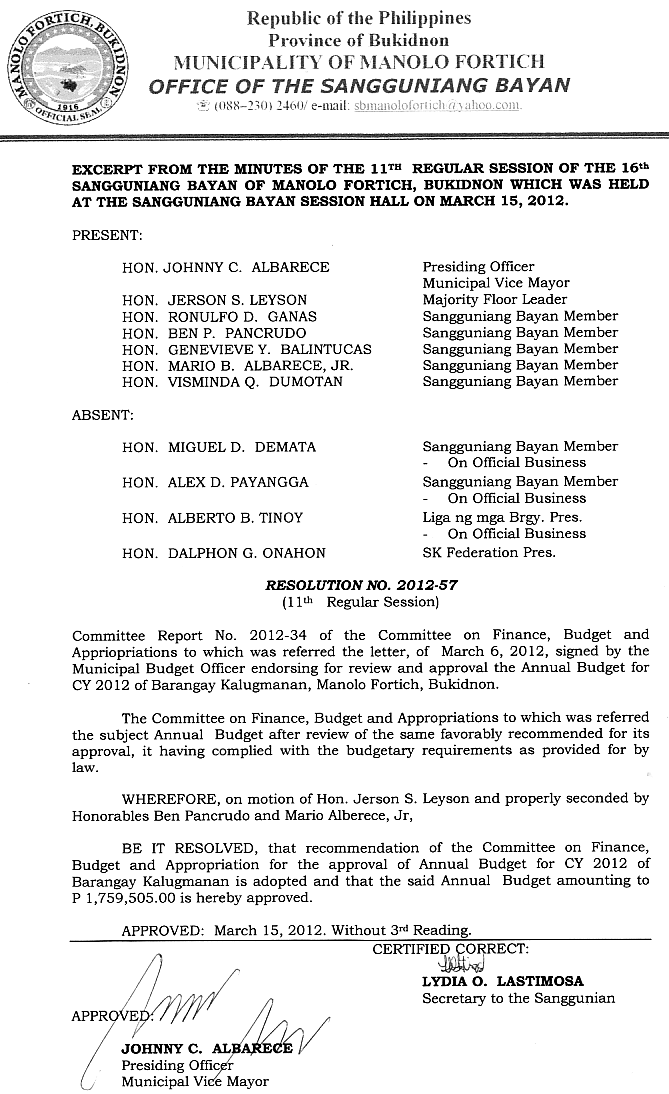 MANOLO FORTICH, BUKIDNON
1916
OFFICIAL SEAL
Republic of the Philippines
Province of Bukidnon
MUNICIPALITY OF MANOLO FORTICH
OFFICE OF THE SANGGUNIANG BAYAN
☏ (088-230) 2460/ e-mail: sbmanolofortich@yahoo.com.
EXCERPT FROM THE MINUTES OF THE 11TH REGULAR SESSION OF THE 16th
SANGGUNIANG BAYAN OF MANOLO FORTICH, BUKIDNON WHICH WAS HELD
AT THE SANGGUNIANG BAYAN SESSION HALL ON MARCH 15, 2012.
PRESENT:
HON. JOHNNY C. ALBARECE Presiding Officer
Municipal Vice Mayor
HON. JERSON S. LEYSON Majority Floor Leader
HON. RONULFO D. GANAS Sangguniang Bayan Member
HON. BEN P. PANCRUDO Sangguniang Bayan Member
HON. GENEVIEVE Y. BALINTUCAS Sangguniang Bayan Member
HON. MARIO B. ALBARECE, JR. Sangguniang Bayan Member
HON. VISMINDA Q. DUMOTAN Sangguniang Bayan Member
ABSENT:
HON. MIGUEL D. DEMATA Sangguniang Bayan Member
- On Official Business
HON. ALEX D. PAYANGGA Sangguniang Bayan Member
- On Official Business
HON. ALBERTO B. TINOY Liga ng mga Brgy. Pres.
- On Official Business
HON. DALPHON G. ONAHON SK Federation Pres.
RESOLUTION NO. 2012-57
(11th Regular Session)
Committee Report No. 2012-34 of the Committee on Finance, Budget and
Appriopriations to which was referred the letter, of March 6, 2012, signed by the
Municipal Budget Officer endorsing for review and approval the Annual Budget for
CY 2012 of Barangay Kalugmanan, Manolo Fortich, Bukidnon.
The Committee on Finance, Budget and Appropriations to which was referred
the subject Annual Budget after review of the same favorably recommended for its
approval, it having complied with the budgetary requirements as provided for by
law.
WHEREFORE, on motion of Hon. Jerson S. Leyson and properly seconded by
Honorables Ben Pancrudo and Mario Alberece, Jr,
BE IT RESOLVED, that recommendation of the Committee on Finance,
Budget and Appropriation for the approval of Annual Budget for CY 2012 of
Barangay Kalugmanan is adopted and that the said Annual Budget amounting to
P 1,759,505.00 is hereby approved.
APPROVED: March 15, 2012. Without 3rd Reading.
CERTIFIED CORRECT:
LYDIA O. LASTIMOSA
Secretary to the Sanggunian
APPROVED:
JOHNNY C. ALBARECE
Presiding Officer
Municipal Vice Mayor